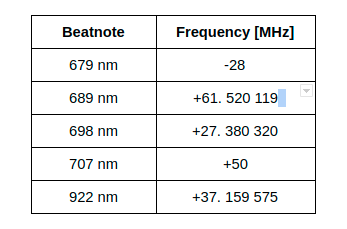 Beatnote Frequency [MHz]
679 nm -28
689 nm +61. 520 119
698 nm +27. 380 320
707 nm +50
922 nm +37. 159 575